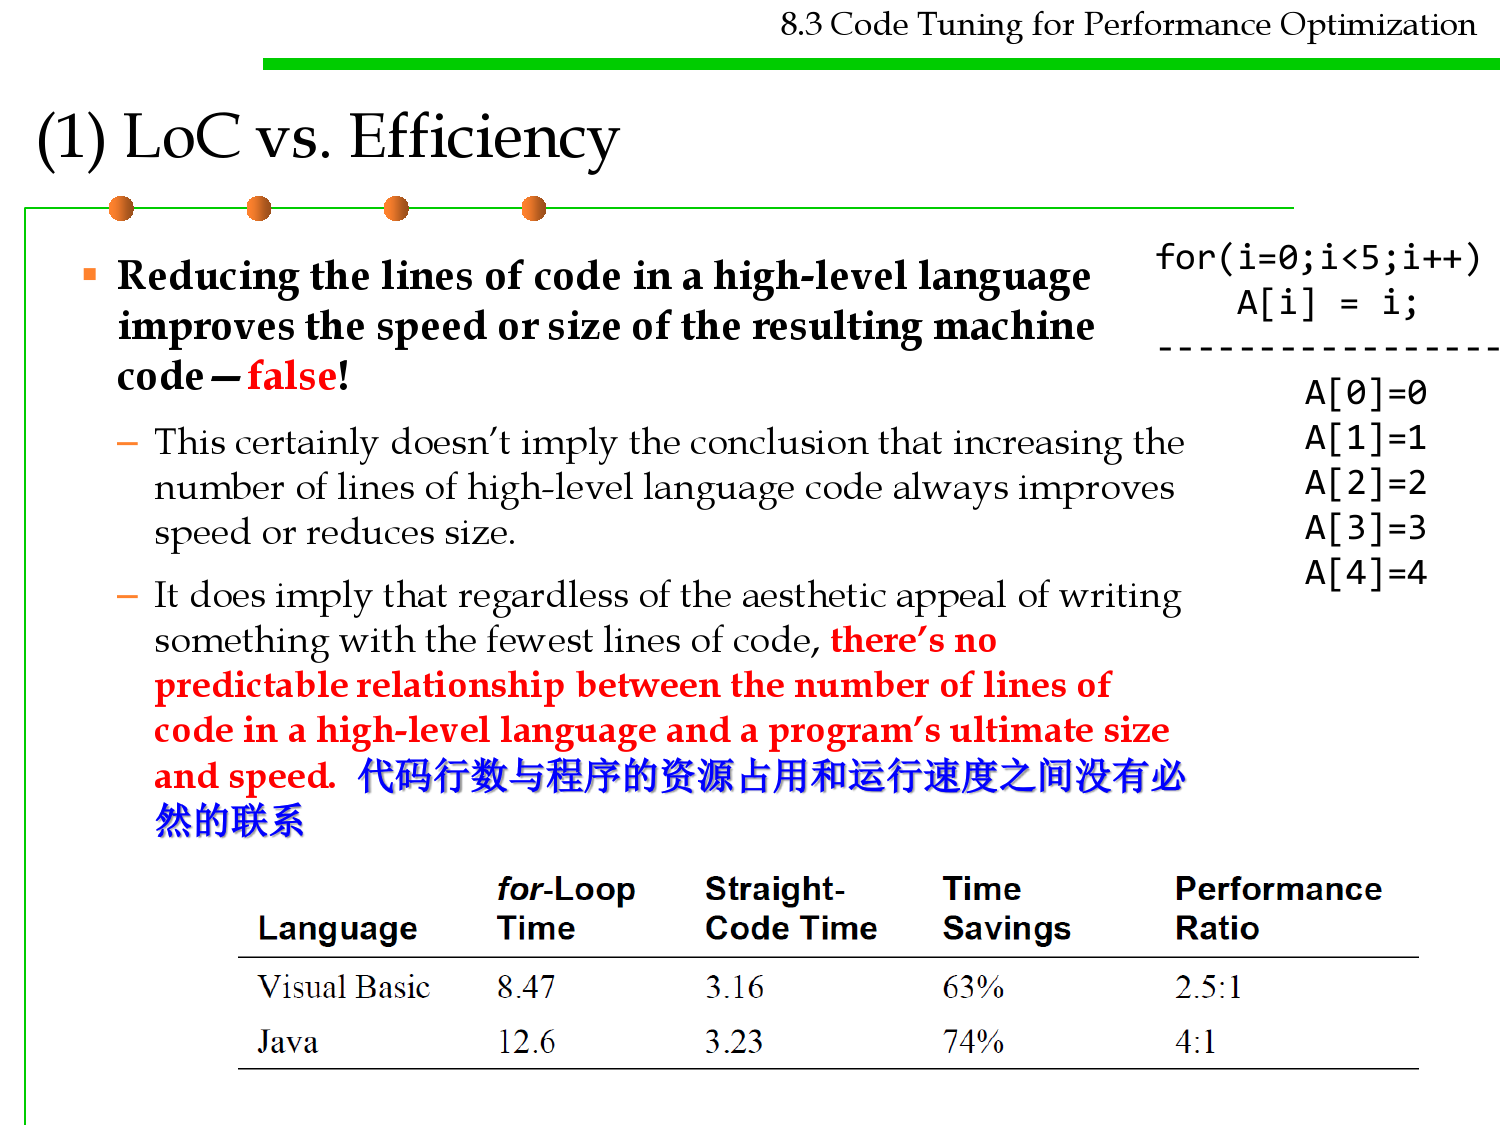 8.3 Code Tuning for Performance Optimization
(1) LoC vs. Efficiency
Reducing the lines of code in a high-level language
improves the speed or size of the resulting machine
code—false!
– This certainly doesn’t imply the conclusion that increasing the
number of lines of high-level language code always improves
speed or reduces size.
– It does imply that regardless of the aesthetic appeal of writing
something with the fewest lines of code, there’s no
predictable relationship between the number of lines of
code in a high-level language and a program’s ultimate size
and speed. 代码行数与程序的资源占用和运行速度之间没有必
然的联系
for(i=0;i<5;i++)
A[i] = i;
-----------------
A[0]=0
A[1]=1
A[2]=2
A[3]=3
A[4]=4
Language for-Loop Time Straight-Code Time Time Savings Performance Ratio
Visual Basic 8.47 3.16 63% 2.5:1
Java 12.6 3.23 74% 4:1